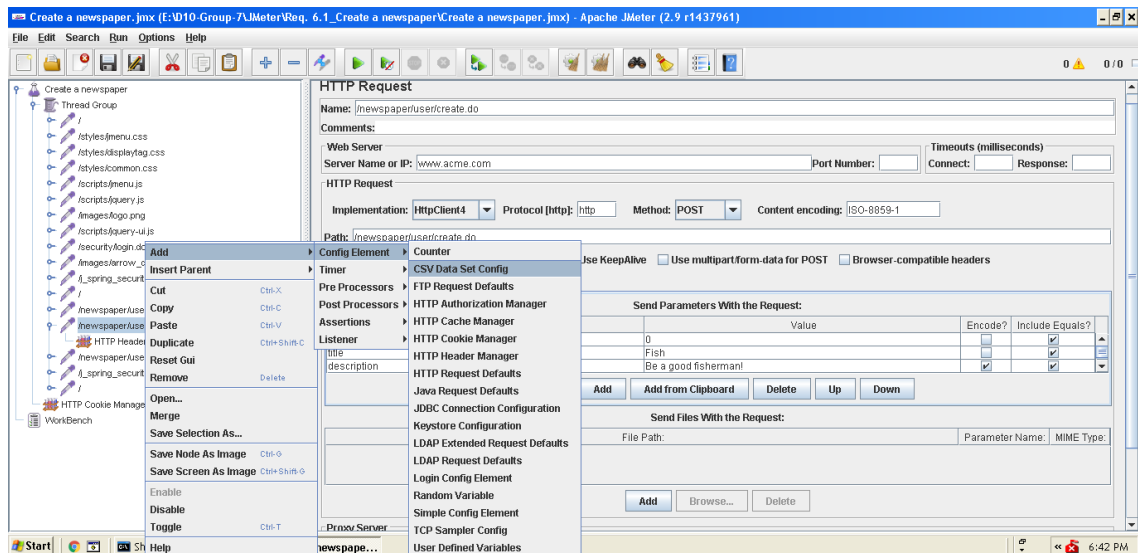 Create a newspaper.jmx (E:\D10-Group-7\JMeter\Req. 6.1_Create a newspaper\Create a newspaper.jmx) - Apache JMeter (2.9 r1437961)
File Edit Search Run Options Help
0 0 / 0
Create a newspaper
Thread Group
/
/styles/jmenu.css
/styles/displaytag.css
/styles/common.css
/scripts/jmenu.js
/scripts/jquery.js
/images/logo.png
/scripts/jquery-ui.js
/security/login.do
/images/arrow_
/j_spring_securit
/
/newspaper/use
/newspaper/use
HTTP Header
/newspaper/use
/j_spring_securit
/
HTTP Cookie Manage
WorkBench
Add
Insert Parent
Cut Ctrl-X
Copy Ctrl-C
Paste Ctrl-V
Duplicate Ctrl+Shift-C
Reset Gui
Remove Delete
Open...
Merge
Save Selection As...
Save Node As Image Ctrl-G
Save Screen As Image Ctrl+Shift-G
Enable
Disable
Toggle Ctrl-T
Help
Config Element
Timer
Pre Processors
Post Processors
Assertions
Listener
Counter
CSV Data Set Config
FTP Request Defaults
HTTP Authorization Manager
HTTP Cache Manager
HTTP Cookie Manager
HTTP Header Manager
HTTP Request Defaults
Java Request Defaults
JDBC Connection Configuration
Keystore Configuration
LDAP Extended Request Defaults
LDAP Request Defaults
Login Config Element
Random Variable
Simple Config Element
TCP Sampler Config
User Defined Variables
HTTP Request
Name: /newspaper/user/create.do
Comments:
Web Server
Server Name or IP: www.acme.com Port Number:
Timeouts (milliseconds)
Connect: Response:
HTTP Request
Implementation: HttpClient4 Protocol [http]: http Method: POST Content encoding: ISO-8859-1
Path: /newspaper/user/create.do
Use KeepAlive Use multipart/form-data for POST Browser-compatible headers
Send Parameters With the Request:
Value Encode? Include Equals?
0
title Fish
description Be a good fisherman!
Add Add from Clipboard Delete Up Down
Send Files With the Request:
File Path: Parameter Name: MIME Type:
Add Browse... Delete
Proxy Server
Start Sh newspape... 6:42 PM